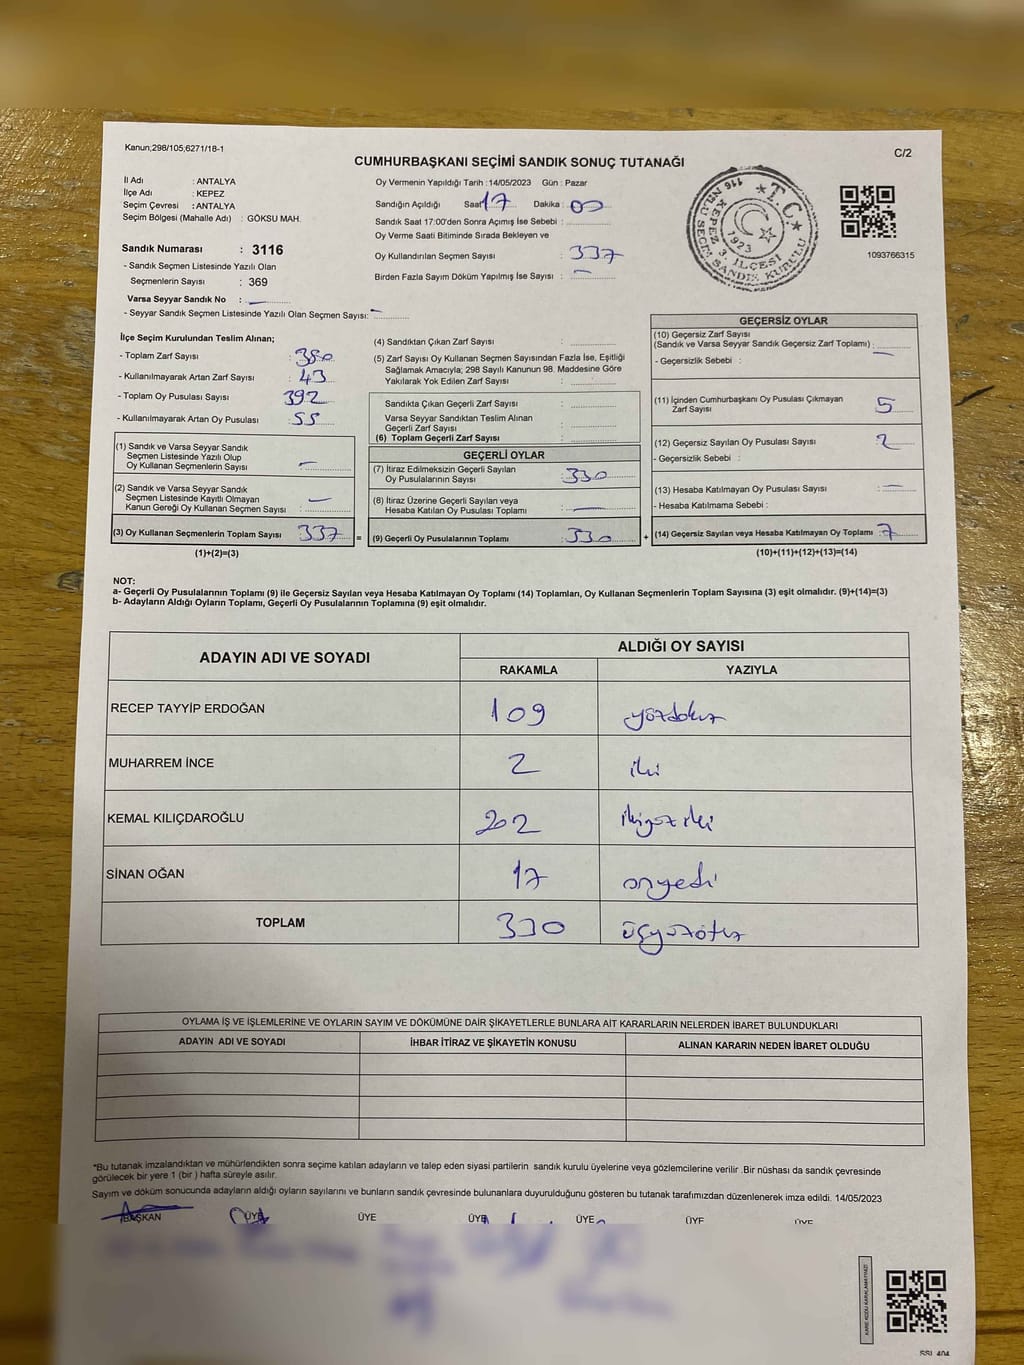 Kanun;298/105;6271/18-1
C/2
CUMHURBAŞKANI SEÇİMİ SANDIK SONUÇ TUTANAĞI
İl Adı : ANTALYA
İlçe Adı : KEPEZ
Seçim Çevresi : ANTALYA
Seçim Bölgesi (Mahalle Adı) : GÖKSU MAH.
Sandık Numarası : 3116
- Sandık Seçmen Listesinde Yazılı Olan
Seçmenlerin Sayısı : 369
Varsa Seyyar Sandık No :
- Seyyar Sandık Seçmen Listesinde Yazılı Olan Seçmen Sayısı:
Oy Vermenin Yapıldığı Tarih :14/05/2023 Gün : Pazar
Sandığın Açıldığı Saat 17 Dakika : 00
Sandık Saat 17:00'den Sonra Açımış İse Sebebi :
Oy Verme Saati Bitiminde Sırada Bekleyen ve
Oy Kullandırılan Seçmen Sayısı : 337
Birden Fazla Sayım Döküm Yapılmış İse Sayısı :
T.C.
116 NOLU SEÇİM SANDIK KURULU
KEPEZ 3. İLÇESİ
1923
1093766315
İlçe Seçim Kurulundan Teslim Alınan;
- Toplam Zarf Sayısı : 380
- Kullanılmayarak Artan Zarf Sayısı : 43
- Toplam Oy Pusulası Sayısı 392
- Kullanılmayarak Artan Oy Pusulası : 55
(1) Sandık ve Varsa Seyyar Sandık
Seçmen Listesinde Yazılı Olup
Oy Kullanan Seçmenlerin Sayısı :
(2) Sandık ve Varsa Seyyar Sandık
Seçmen Listesinde Kayıtlı Olmayan
Kanun Gereği Oy Kullanan Seçmen Sayısı :
(3) Oy Kullanan Seçmenlerin Toplam Sayısı 337 =
(1)+(2)=(3)
(4) Sandıktan Çıkan Zarf Sayısı :
(5) Zarf Sayısı Oy Kullanan Seçmen Sayısından Fazla İse, Eşitliği
Sağlamak Amacıyla; 298 Sayılı Kanunun 98. Maddesine Göre
Yakılarak Yok Edilen Zarf Sayısı :
Sandıkta Çıkan Geçerli Zarf Sayısı :
Varsa Seyyar Sandıktan Teslim Alınan
Geçerli Zarf Sayısı :
(6) Toplam Geçerli Zarf Sayısı :
GEÇERLİ OYLAR
(7) İtiraz Edilmeksizin Geçerli Sayılan
Oy Pusulalarının Sayısı : 330
(8) İtiraz Üzerine Geçerli Sayılan veya
Hesaba Katılan Oy Pusulası Toplamı :
(9) Geçerli Oy Pusulalarının Toplamı : 330 +
GEÇERSİZ OYLAR
(10) Geçersiz Zarf Sayısı
(Sandık ve Varsa Seyyar Sandık Geçersiz Zarf Toplamı) :
- Geçersizlik Sebebi :
(11) İçinden Cumhurbaşkanı Oy Pusulası Çıkmayan
Zarf Sayısı 5
(12) Geçersiz Sayılan Oy Pusulası Sayısı : 2
- Geçersizlik Sebebi :
(13) Hesaba Katılmayan Oy Pusulası Sayısı :
- Hesaba Katılmama Sebebi :
(14) Geçersiz Sayılan veya Hesaba Katılmayan Oy Toplamı : 7
(10)+(11)+(12)+(13)=(14)
NOT:
a- Geçerli Oy Pusulalarının Toplamı (9) ile Geçersiz Sayılan veya Hesaba Katılmayan Oy Toplamı (14) Toplamları, Oy Kullanan Seçmenlerin Toplam Sayısına (3) eşit olmalıdır. (9)+(14)=(3)
b- Adayların Aldığı Oyların Toplamı, Geçerli Oy Pusulalarının Toplamına (9) eşit olmalıdır.
ADAYIN ADI VE SOYADI
ALDIĞI OY SAYISI
RAKAMLA YAZIYLA
RECEP TAYYİP ERDOĞAN 109 yüzdokuz
MUHARREM İNCE 2 iki
KEMAL KILIÇDAROĞLU 202 ikiyüziki
SİNAN OĞAN 17 onyedi
TOPLAM 330 üçyüzotuz
OYLAMA İŞ VE İŞLEMLERİNE VE OYLARIN SAYIM VE DÖKÜMÜNE DAİR ŞİKAYETLERLE BUNLARA AİT KARARLARIN NELERDEN İBARET BULUNDUKLARI
ADAYIN ADI VE SOYADI İHBAR İTİRAZ VE ŞİKAYETİN KONUSU ALINAN KARARIN NEDEN İBARET OLDUĞU
*Bu tutanak imzalandıktan ve mühürlendikten sonra seçime katılan adayların ve talep eden siyasi partilerin sandık kurulu üyelerine veya gözlemcilerine verilir .Bir nüshası da sandık çevresinde
görülecek bir yere 1 (bir ) hafta süreyle asılır.
Sayım ve döküm sonucunda adayların aldığı oyların sayılarını ve bunların sandık çevresinde bulunanlara duyurulduğunu gösteren bu tutanak tarafımızdan düzenlenerek imza edildi. 14/05/2023
BAŞKAN ÜYE ÜYE ÜYE ÜYE ÜYE ÜYE
KARE KODU KARALAMAYINIZ!